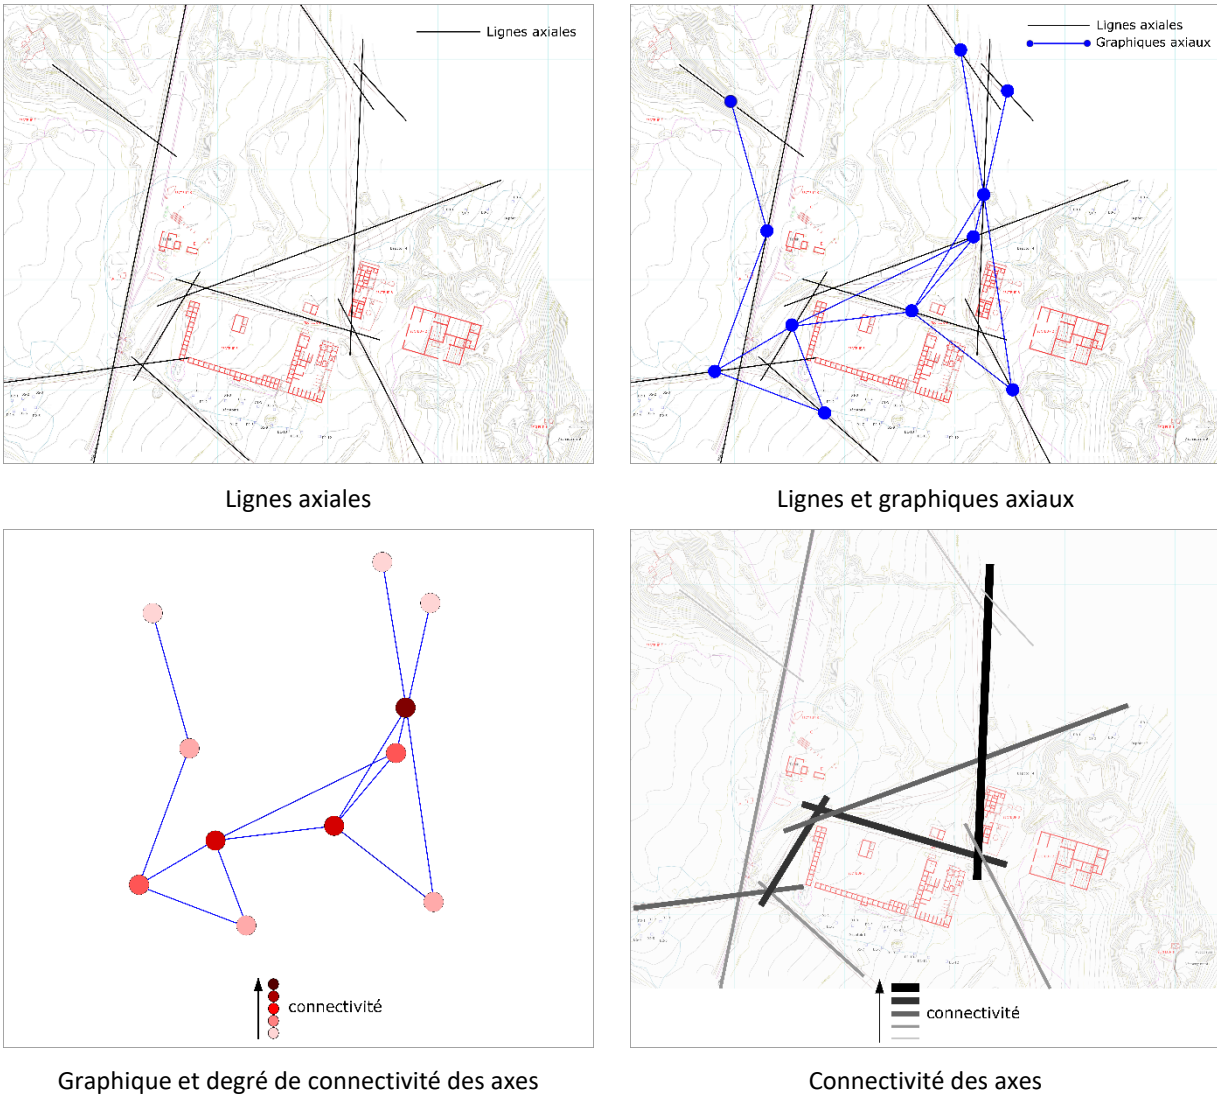 Lignes axiales
Lignes axiales
Graphiques axiaux
Lignes axiales
Lignes et graphiques axiaux
connectivité
connectivité
Graphique et degré de connectivité des axes
Connectivité des axes